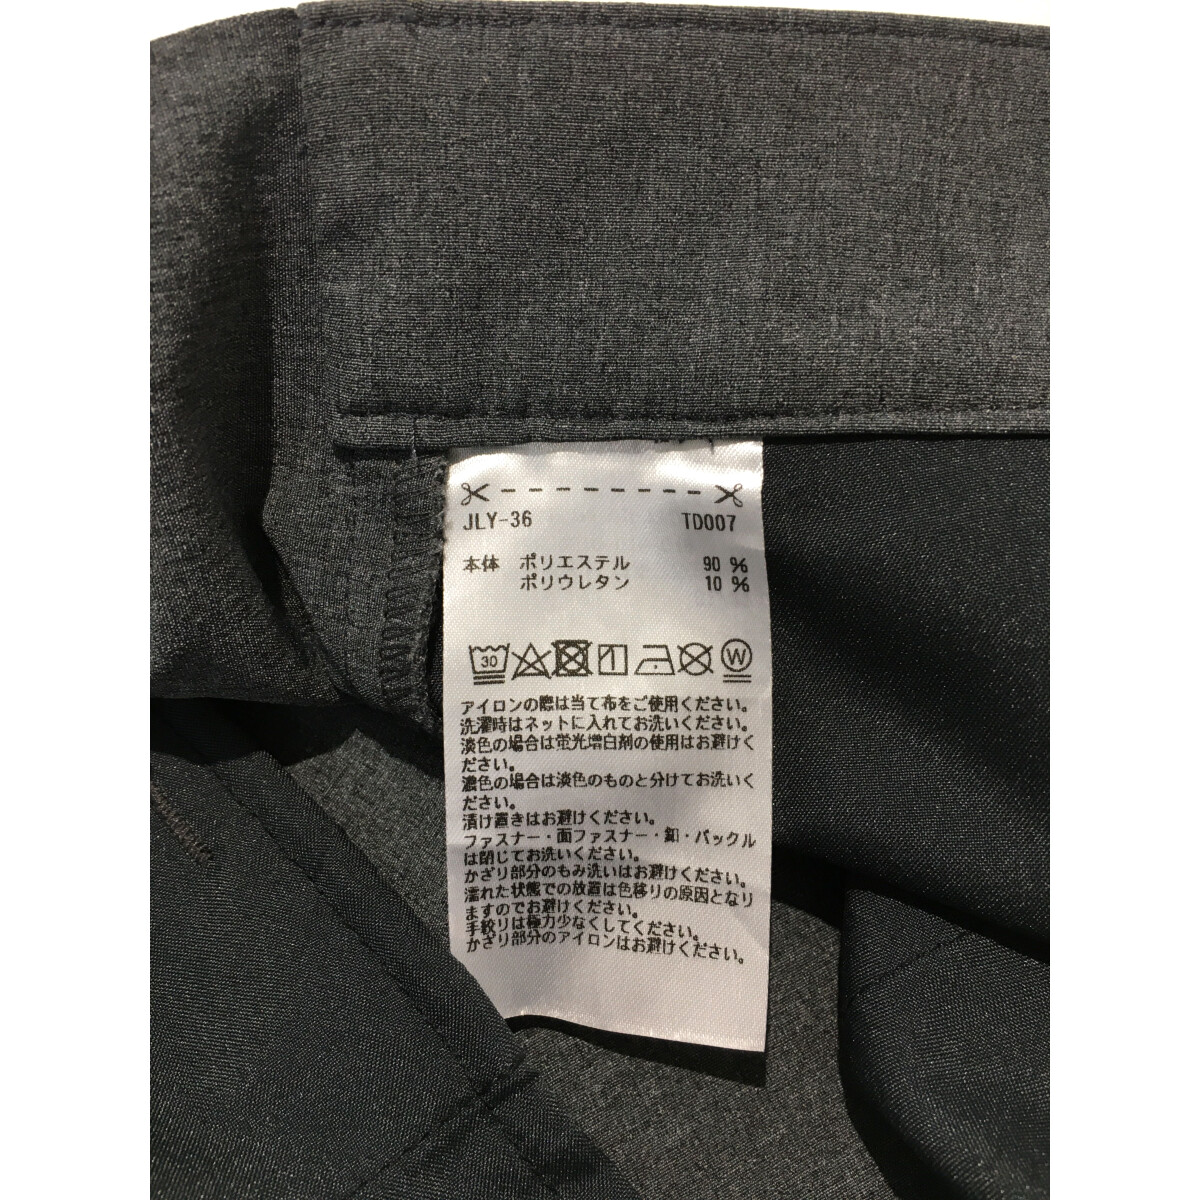 JLY-36 TD007
本体 ポリエステル 90 %
ポリウレタン 10 %
30 W
アイロンの際は当て布をご使用ください。
洗濯時はネットに入れてお洗いください。
淡色の場合は蛍光増白剤の使用はお避けく
ださい。
濃色の場合は淡色のものと分けてお洗いく
ださい。
漬け置きはお避けください。
ファスナー・面ファスナー・釦・バックル
は閉じてお洗いください。
かざり部分のもみ洗いはお避けください。
濡れた状態での放置は色移りの原因となり
ますのでお避けください。
手絞りは極力少なくしてください。
かざり部分のアイロンはお避けください。